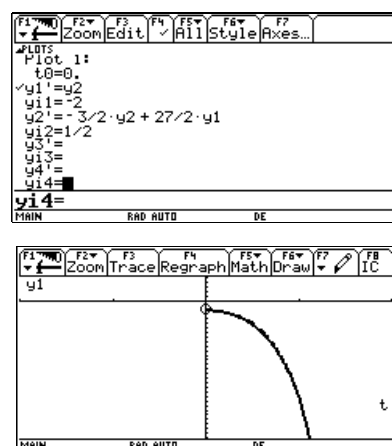 F1 F2 F3 F4 F5 F6 F7
Zoom Edit ✓ All Style Axes...
PLOTS
Plot 1:
t0=0.
✓y1'=y2
yi1=-2
y2'=-3/2·y2+27/2·y1
yi2=1/2
y3'=
yi3=
y4'=
yi4=
yi4=
MAIN RAD AUTO DE
F1 F2 F3 F4 F5 F6 F7 F8
Zoom Trace Regraph Math Draw IC
y1
t
MAIN RAD AUTO DE